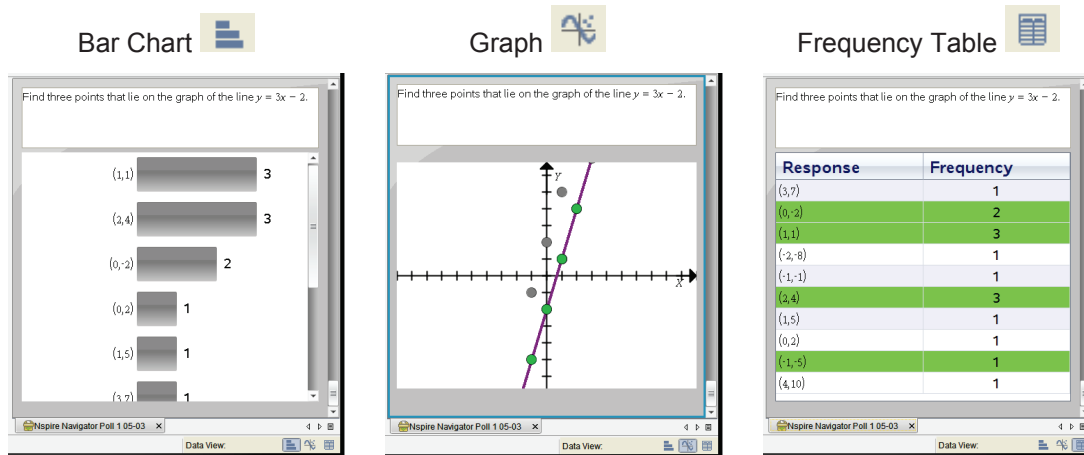 Bar Chart
Graph
Frequency Table
Find three points that lie on the graph of the line y = 3x − 2.
(1,1) 3
(2,4) 3
(0,-2) 2
(0,2) 1
(1,5) 1
(3,7) 1
Nspire Navigator Poll 1 05-03 ×
Data View:
Find three points that lie on the graph of the line y = 3x − 2.
Y
X
Nspire Navigator Poll 1 05-03 ×
Data View:
Find three points that lie on the graph of the line y = 3x − 2.
Response Frequency
(3,7) 1
(0,-2) 2
(1,1) 3
(-2,-8) 1
(-1,-1) 1
(2,4) 3
(1,5) 1
(0,2) 1
(-1,-5) 1
(4,10) 1
Nspire Navigator Poll 1 05-03 ×
Data View: